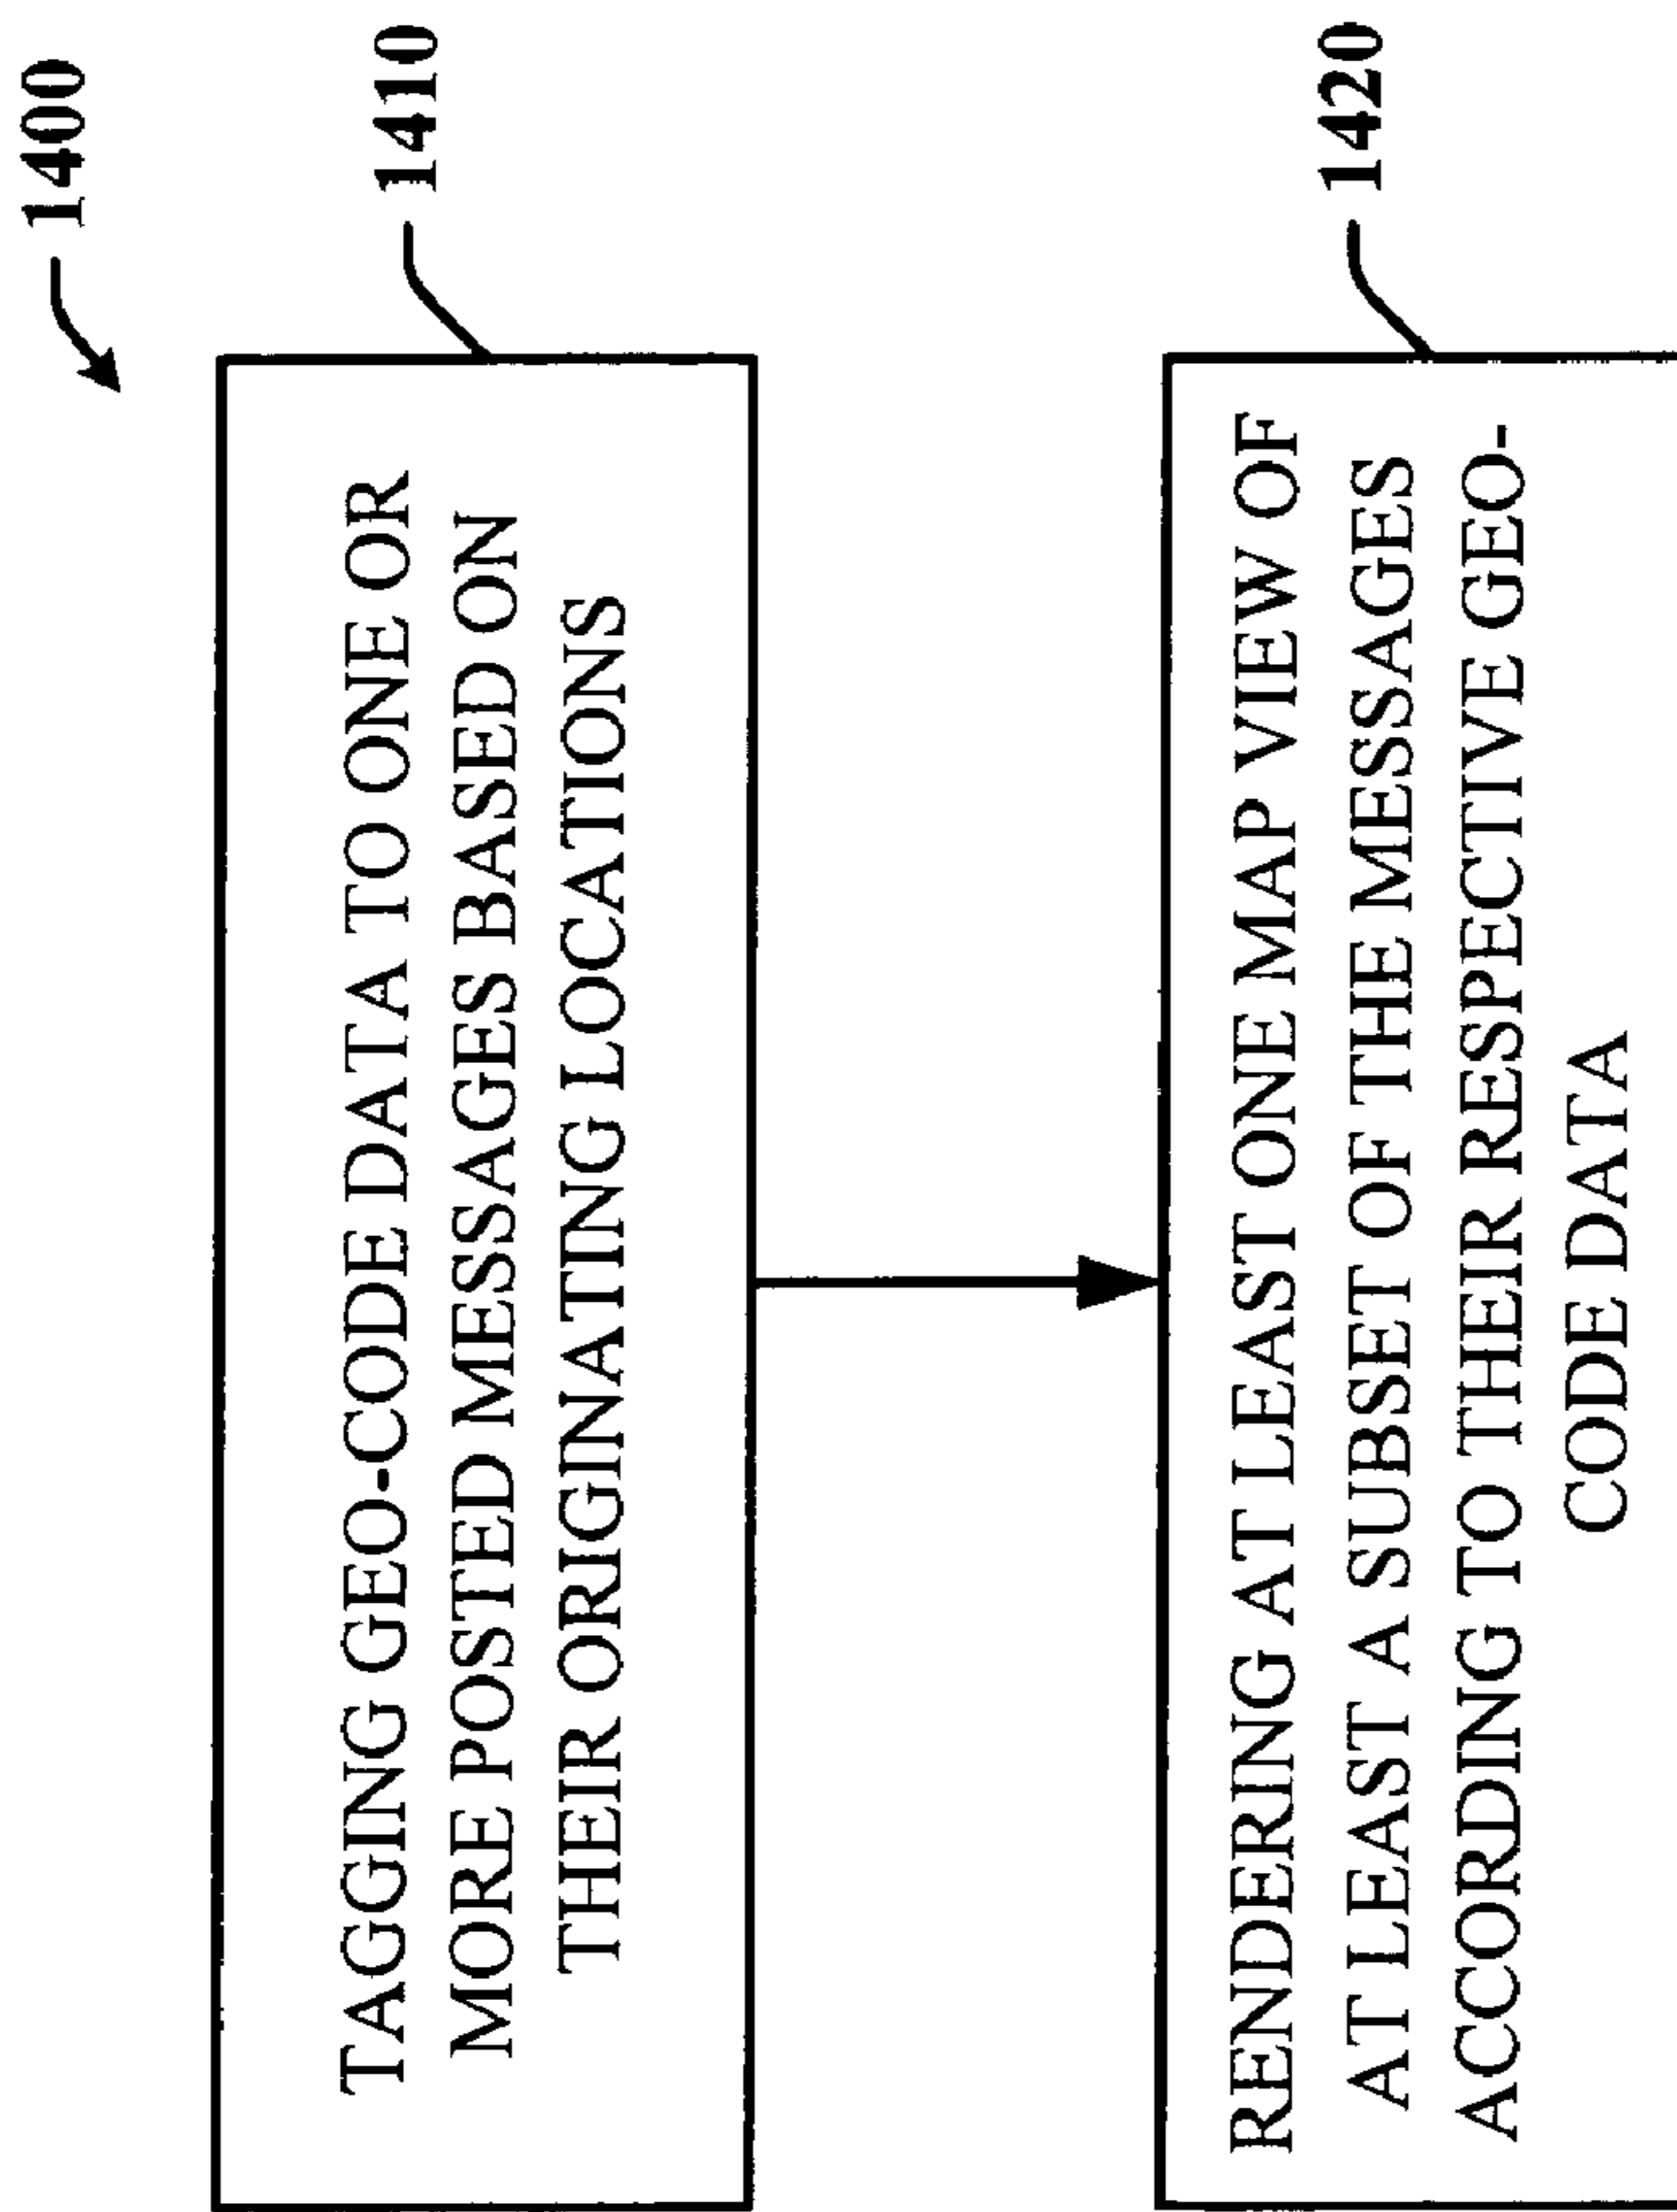 1400
1410
TAGGING GEO-CODE DATA TO ONE OR
MORE POSTED MESSAGES BASED ON
THEIR ORIGINATING LOCATIONS
1420
RENDERING AT LEAST ONE MAP VIEW OF
AT LEAST A SUBSET OF THE MESSAGES
ACCORDING TO THEIR RESPECTIVE GEO-
CODE DATA